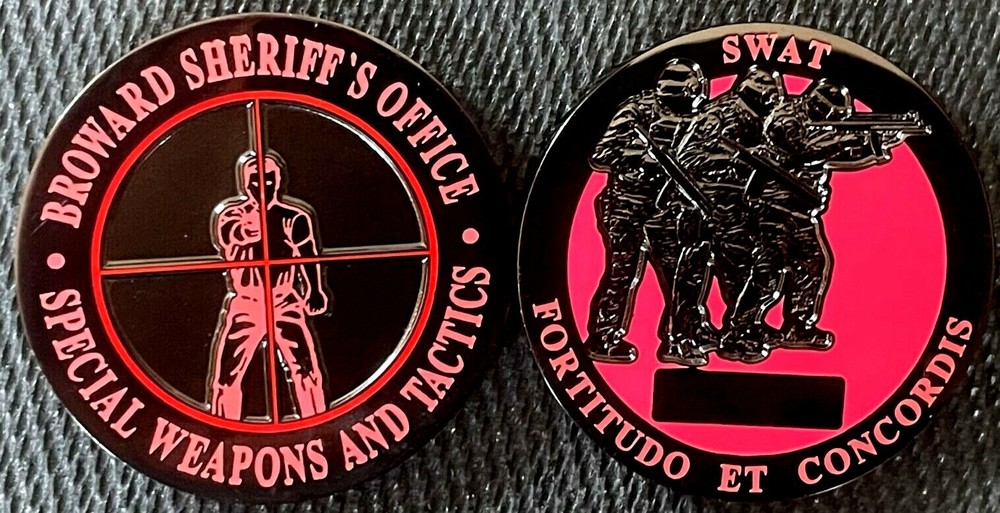 BROWARD SHERIFF'S OFFICE
SPECIAL WEAPONS AND TACTICS
SWAT
FORTITUDO ET CONCORDIS